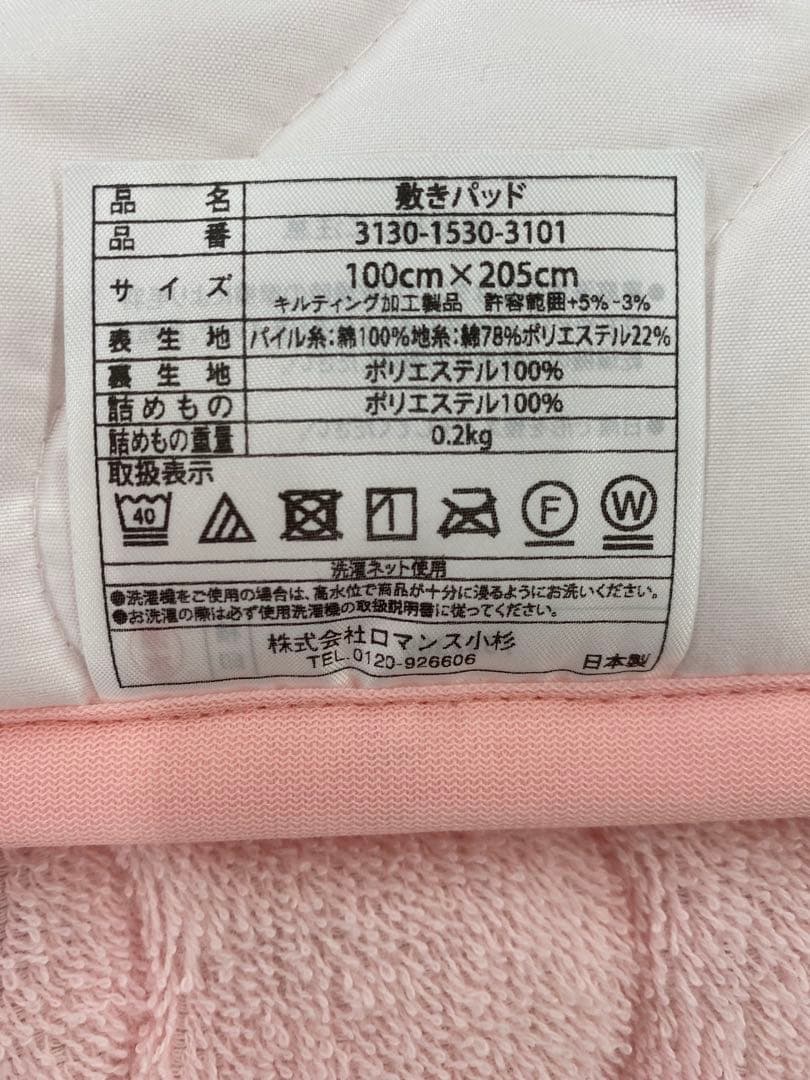 品名 敷きパッド
品番 3130-1530-3101
サイズ 100cm×205cm
キルティング加工製品 許容範囲+5% -3%
表生地 パイル糸:綿100%地糸:綿78%ポリエステル22%
裏生地 ポリエステル100%
詰めもの ポリエステル100%
詰めもの重量 0.2kg
取扱表示
40 F W
洗濯ネット使用
●洗濯機をご使用の場合は、高水位で商品が十分に浸るようにお洗いください。
●お洗濯の際は必ず使用洗濯機の取扱説明書に従ってください。
株式会社ロマンス小杉
TEL.0120-926606 日本製